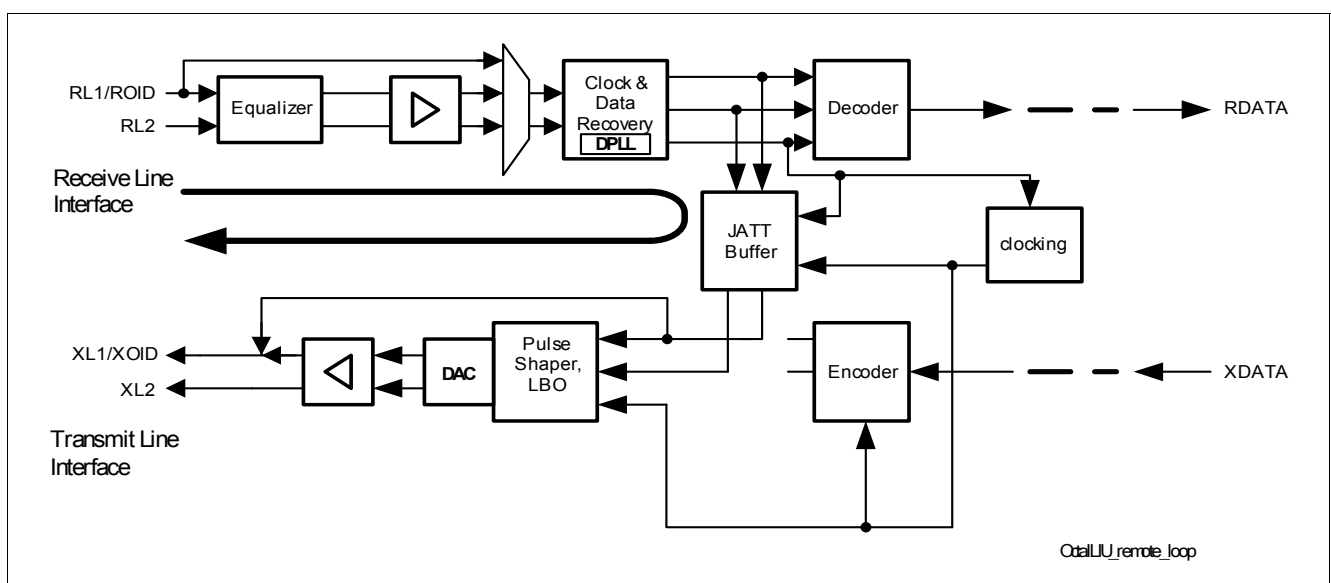 RL1/ROID
RL2
Equalizer
Clock &
Data
Recovery
DPLL
Decoder
RDATA
Receive Line
Interface
JATT
Buffer
clocking
XL1/XOID
XL2
DAC
Pulse
Shaper,
LBO
Encoder
XDATA
Transmit Line
Interface
OctalLIU_remote_loop